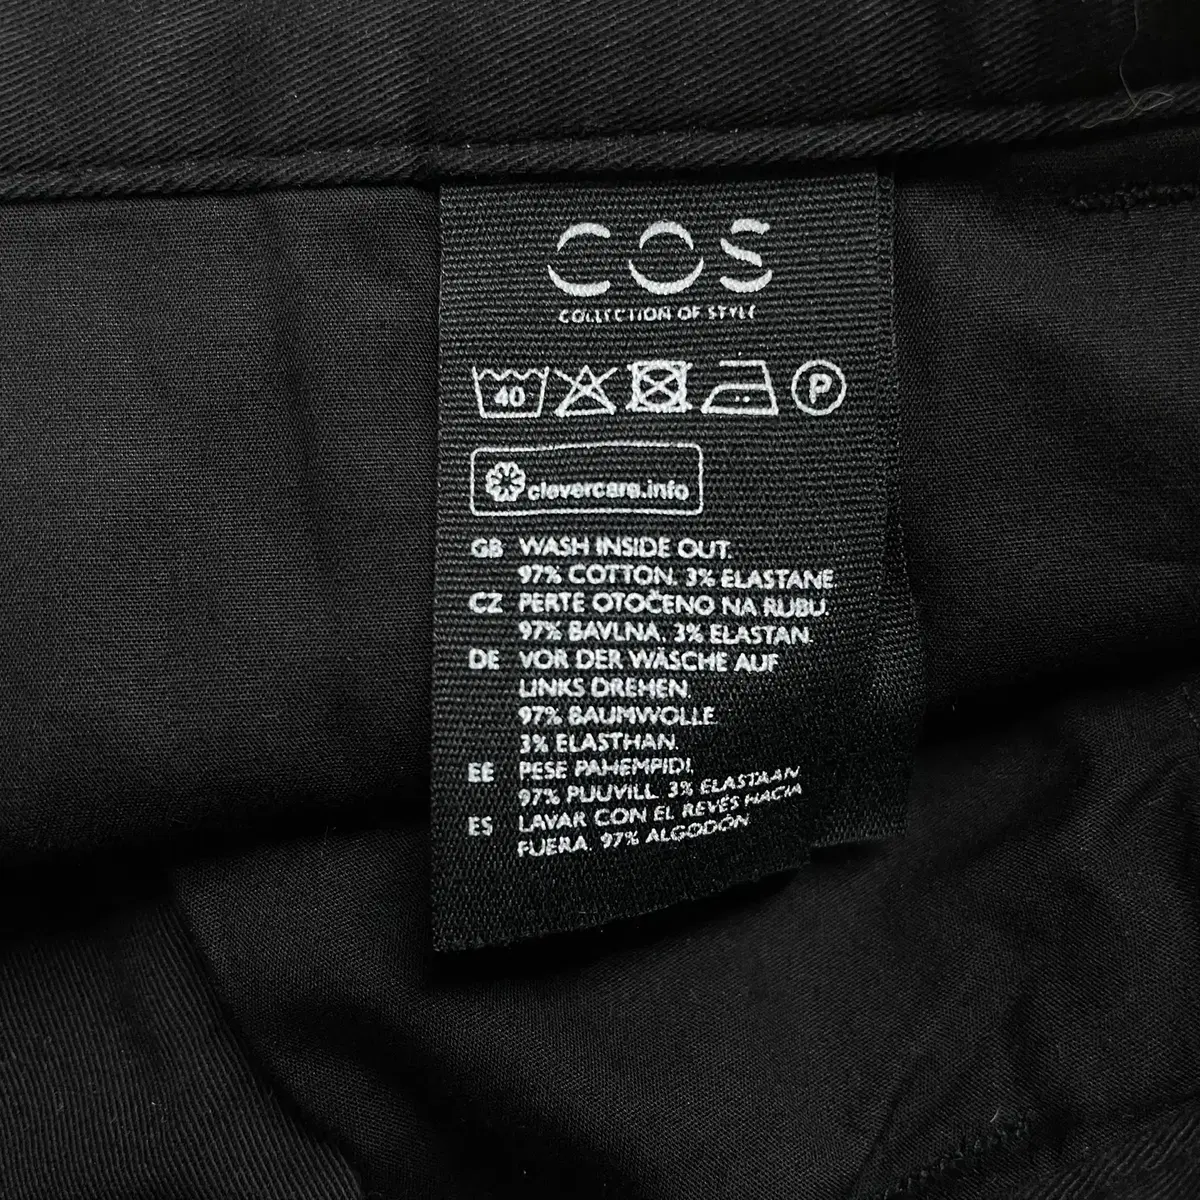 COS
COLLECTION OF STYLE
40 P
clevercare.info
GB WASH INSIDE OUT.
97% COTTON. 3% ELASTANE
CZ PERTE OTOČENO NA RUBU.
97% BAVLNA. 3% ELASTAN.
DE VOR DER WÄSCHE AUF
LINKS DREHEN.
97% BAUMWOLLE.
3% ELASTHAN.
EE PESE PAHEMPIDI.
97% PUUVILL. 3% ELASTAAN
ES LAVAR CON EL REVÉS HACIA
FUERA. 97% ALGODÓN